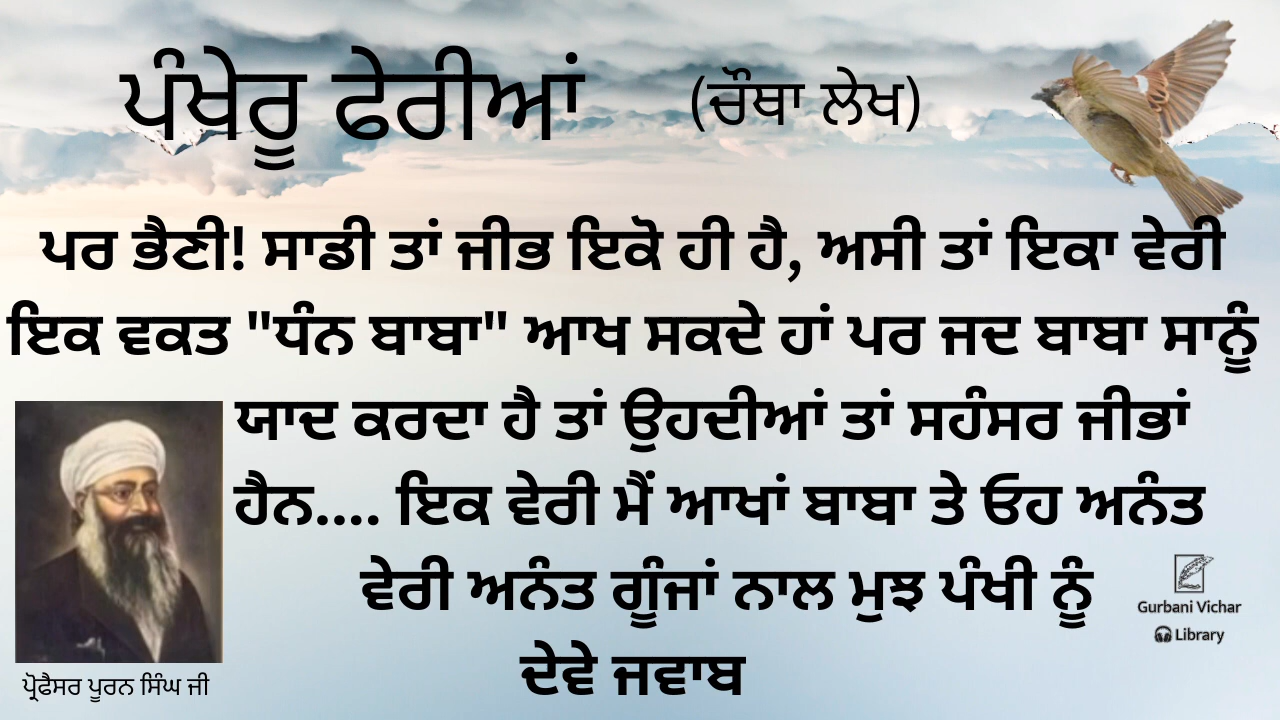 ਪੰਖੇਰੂ ਫੇਰੀਆਂ (ਚੌਥਾ ਲੇਖ)
ਪਰ ਭੈਣੀ! ਸਾਡੀ ਤਾਂ ਜੀਭ ਇਕੋ ਹੀ ਹੈ, ਅਸੀ ਤਾਂ ਇਕਾ ਵੇਰੀ
ਇਕ ਵਕਤ "ਧੰਨ ਬਾਬਾ" ਆਖ ਸਕਦੇ ਹਾਂ ਪਰ ਜਦ ਬਾਬਾ ਸਾਨੂੰ
ਯਾਦ ਕਰਦਾ ਹੈ ਤਾਂ ਉਹਦੀਆਂ ਤਾਂ ਸਹੰਸਰ ਜੀਭਾਂ
ਹੈਨ.... ਇਕ ਵੇਰੀ ਮੈਂ ਆਖਾਂ ਬਾਬਾ ਤੇ ਓਹ ਅਨੰਤ
ਵੇਰੀ ਅਨੰਤ ਗੂੰਜਾਂ ਨਾਲ ਮੁਝ ਪੰਖੀ ਨੂੰ
ਦੇਵੇ ਜਵਾਬ
ਪ੍ਰੋਫੈਸਰ ਪੂਰਨ ਸਿੰਘ ਜੀ
Gurbani Vichar
Library